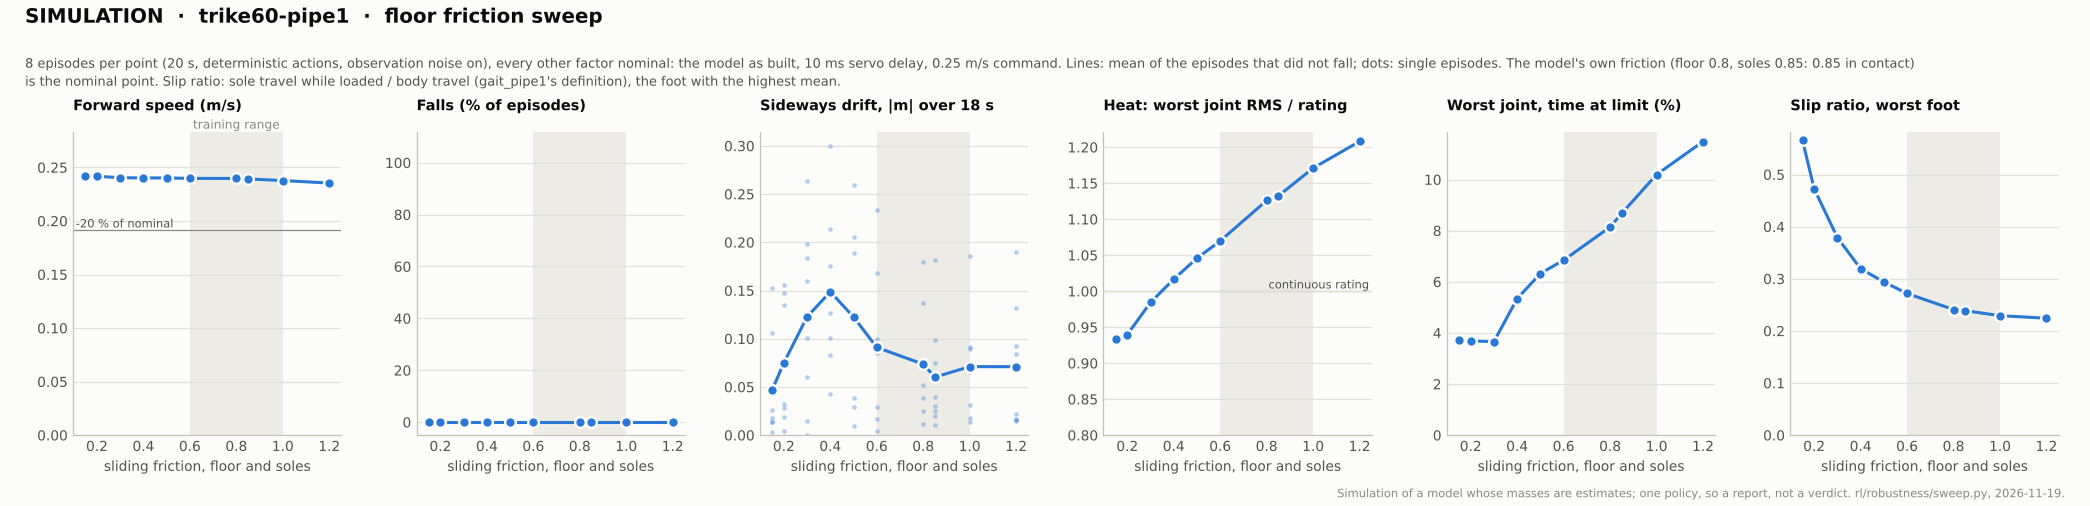 SIMULATION · trike60-pipe1 · floor friction sweep
8 episodes per point (20 s, deterministic actions, observation noise on), every other factor nominal: the model as built, 10 ms servo delay, 0.25 m/s command. Lines: mean of the episodes that did not fall; dots: single episodes. The model's own friction (floor 0.8, soles 0.85: 0.85 in contact)
is the nominal point. Slip ratio: sole travel while loaded / body travel (gait_pipe1's definition), the foot with the highest mean.
Forward speed (m/s)
training range
0.25
0.20
-20 % of nominal
0.15
0.10
0.05
0.00
0.2 0.4 0.6 0.8 1.0 1.2
sliding friction, floor and soles
Falls (% of episodes)
100
80
60
40
20
0
0.2 0.4 0.6 0.8 1.0 1.2
sliding friction, floor and soles
Sideways drift, |m| over 18 s
0.30
0.25
0.20
0.15
0.10
0.05
0.00
0.2 0.4 0.6 0.8 1.0 1.2
sliding friction, floor and soles
Heat: worst joint RMS / rating
1.20
1.15
1.10
1.05
continuous rating
1.00
0.95
0.90
0.85
0.80
0.2 0.4 0.6 0.8 1.0 1.2
sliding friction, floor and soles
Worst joint, time at limit (%)
10
8
6
4
2
0
0.2 0.4 0.6 0.8 1.0 1.2
sliding friction, floor and soles
Slip ratio, worst foot
0.5
0.4
0.3
0.2
0.1
0.0
0.2 0.4 0.6 0.8 1.0 1.2
sliding friction, floor and soles
Simulation of a model whose masses are estimates; one policy, so a report, not a verdict. rl/robustness/sweep.py, 2026-11-19.